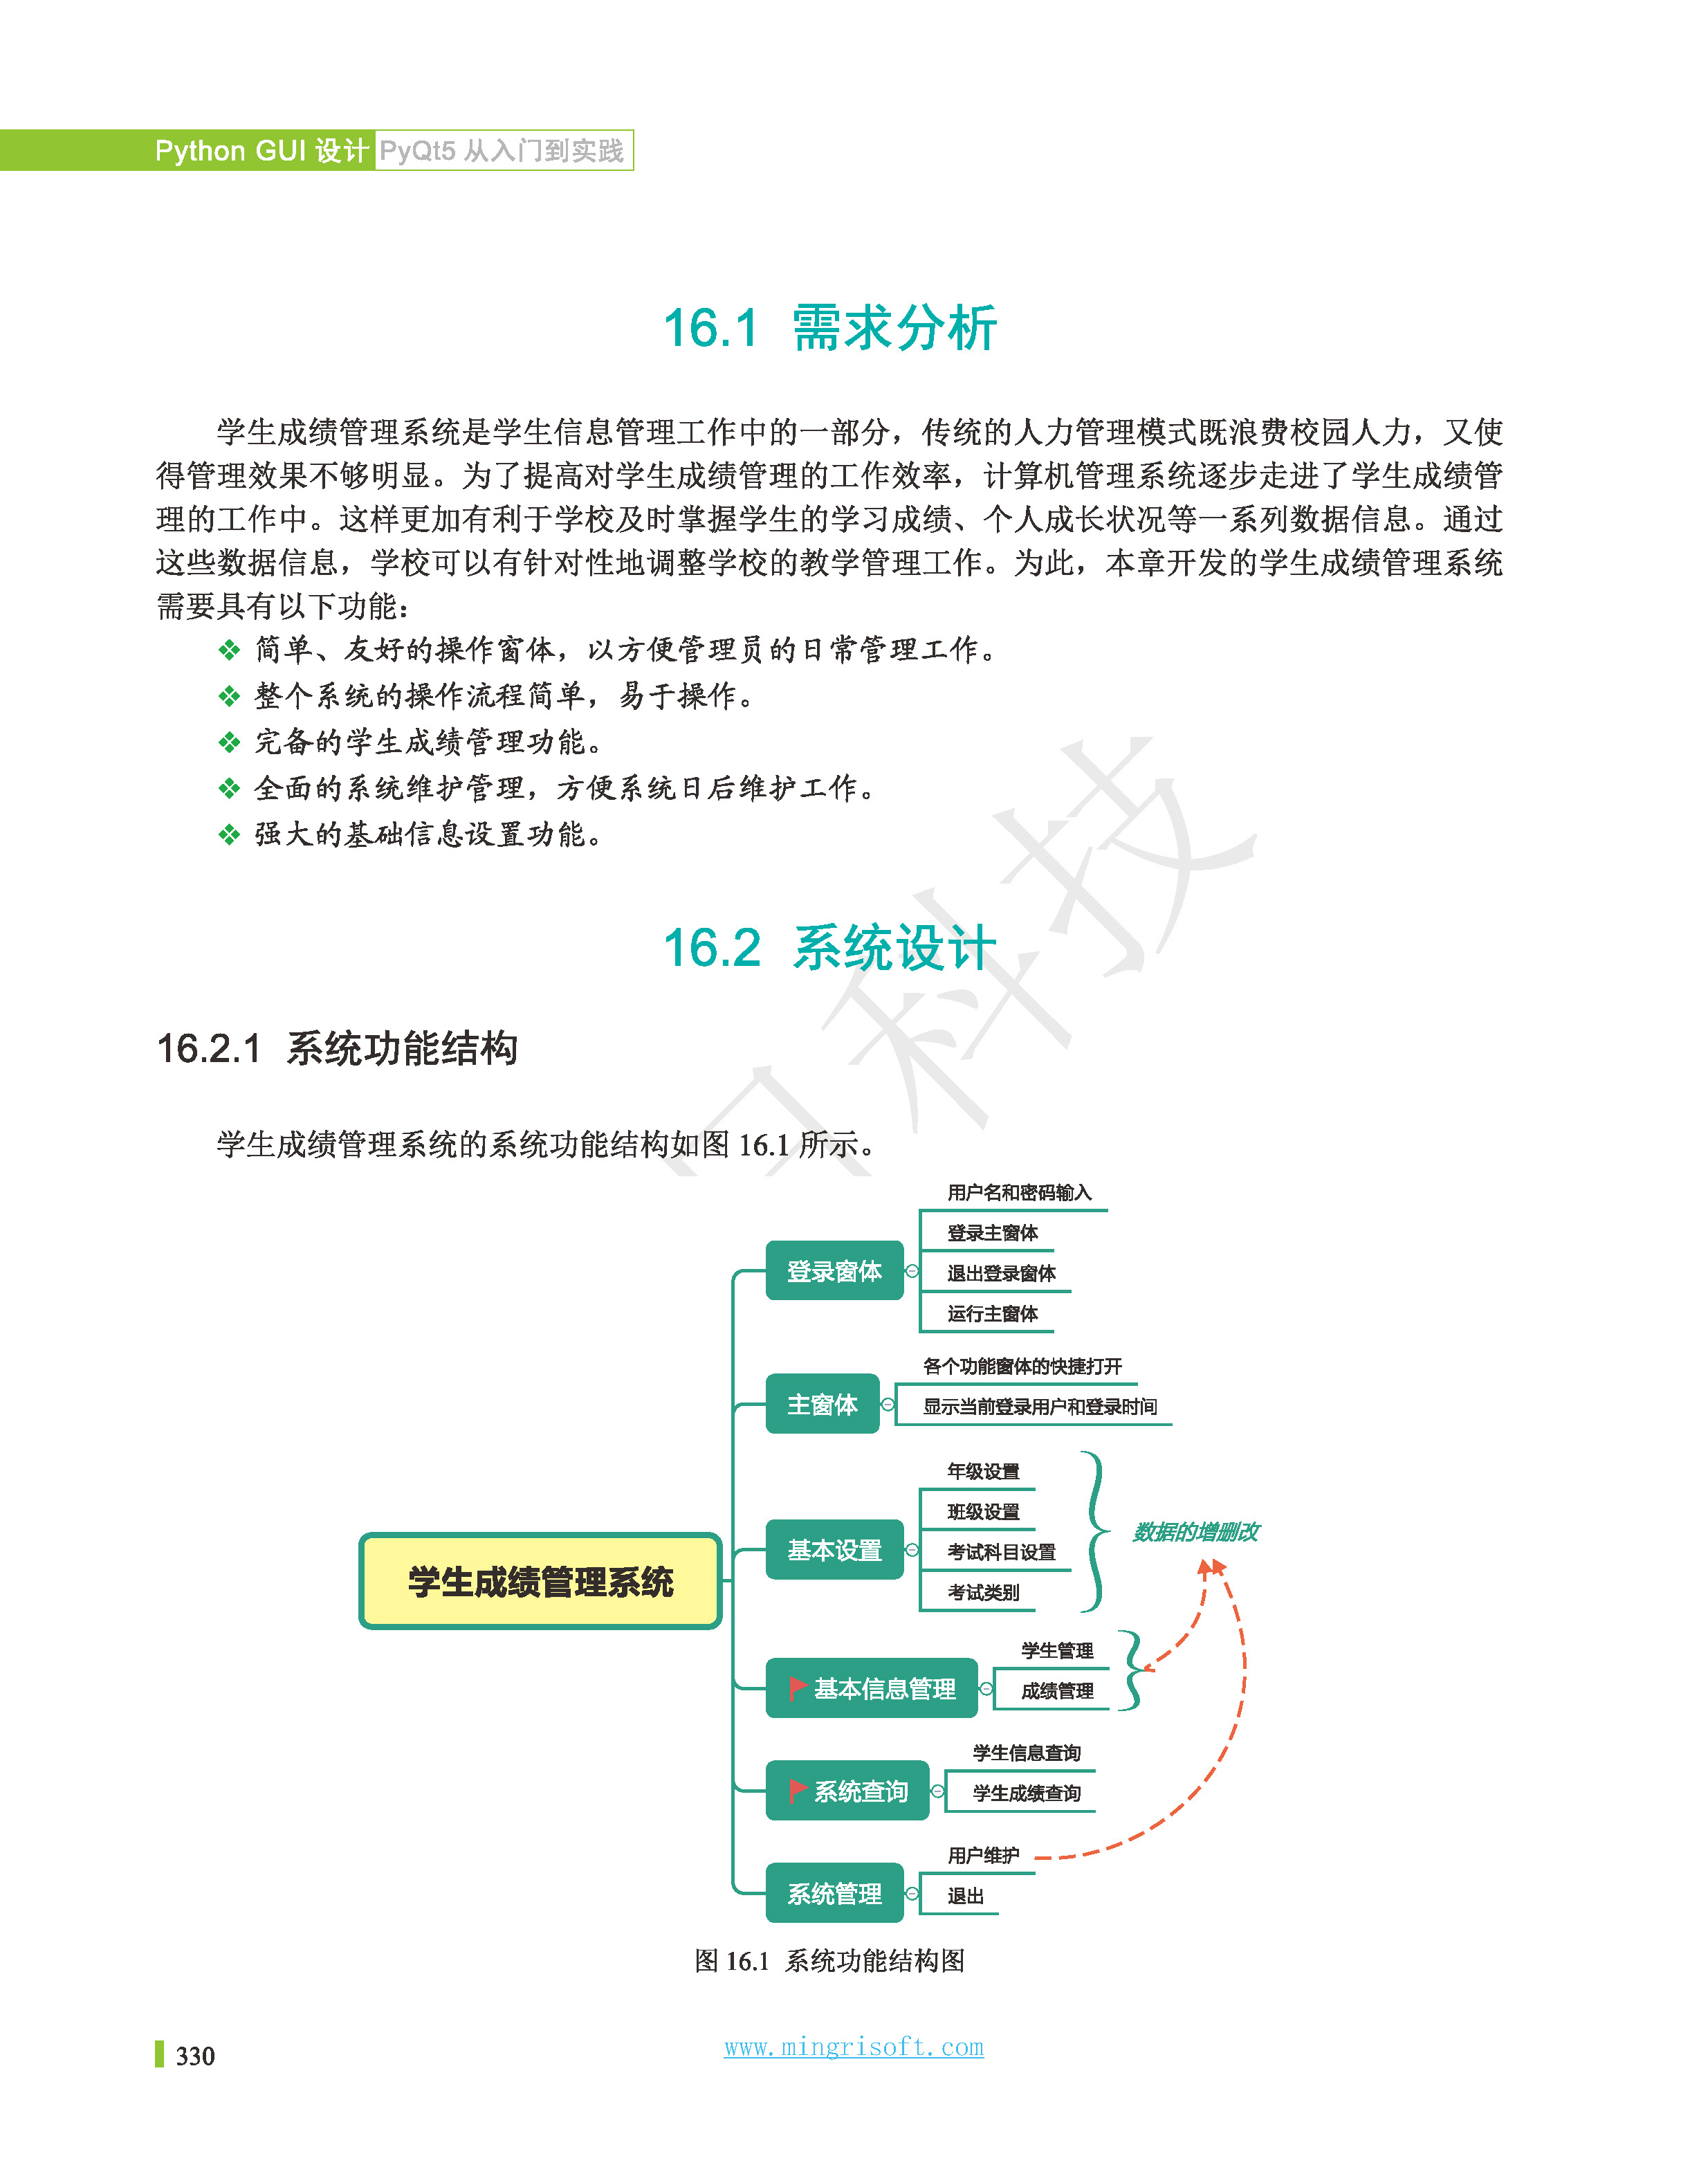 Python GUI 设计 PyQt5 从入门到实践
16.1 需求分析
学生成绩管理系统是学生信息管理工作中的一部分，传统的人力管理模式既浪费校园人力，又使
得管理效果不够明显。为了提高对学生成绩管理的工作效率，计算机管理系统逐步走进了学生成绩管
理的工作中。这样更加有利于学校及时掌握学生的学习成绩、个人成长状况等一系列数据信息。通过
这些数据信息，学校可以有针对性地调整学校的教学管理工作。为此，本章开发的学生成绩管理系统
需要具有以下功能：
❖ 简单、友好的操作窗体，以方便管理员的日常管理工作。
❖ 整个系统的操作流程简单，易于操作。
❖ 完备的学生成绩管理功能。
❖ 全面的系统维护管理，方便系统日后维护工作。
❖ 强大的基础信息设置功能。
科技
16.2 系统设计
16.2.1 系统功能结构
学生成绩管理系统的系统功能结构如图 16.1 所示。
学生成绩管理系统
登录窗体
用户名和密码输入
登录主窗体
退出登录窗体
运行主窗体
主窗体
各个功能窗体的快捷打开
显示当前登录用户和登录时间
基本设置
年级设置
班级设置
考试科目设置
考试类别
数据的增删改
基本信息管理
学生管理
成绩管理
系统查询
学生信息查询
学生成绩查询
系统管理
用户维护
退出
图 16.1 系统功能结构图
330
www.mingrisoft.com